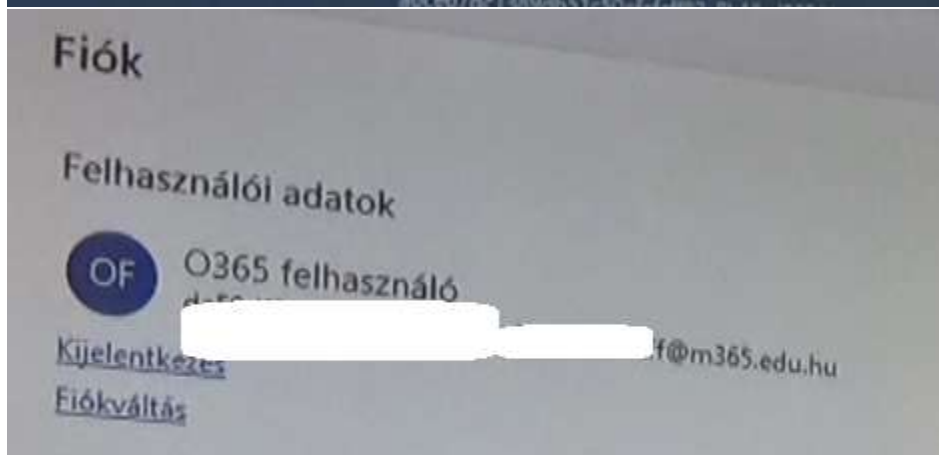 Fiók
Felhasználói adatok
OF
O365 felhasználó
f@m365.edu.hu
Kijelentkezés
Fiókváltás